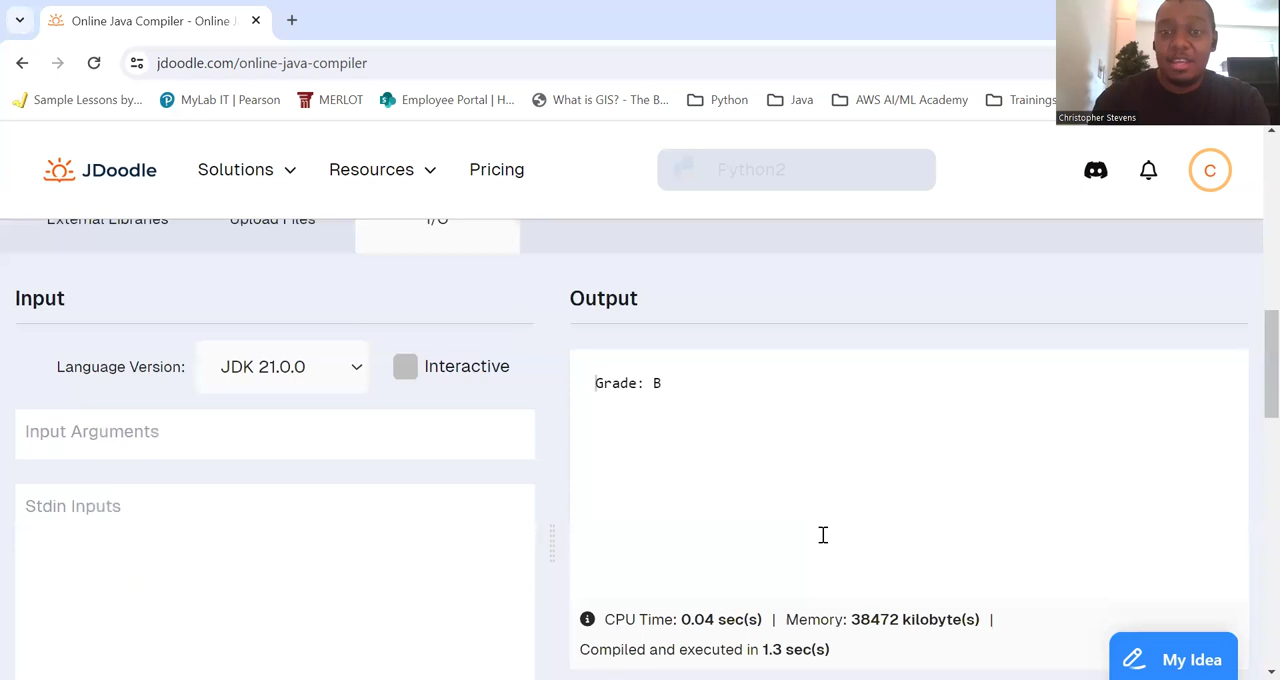 Online Java Compiler - Online J
jdoodle.com/online-java-compiler
Sample Lessons by... MyLab IT | Pearson MERLOT Employee Portal | H... What is GIS? - The B... Python Java AWS AI/ML Academy Trainings
Christopher Stevens
JDoodle Solutions Resources Pricing Python2 C
External Libraries Upload Files I/O
Input Output
Language Version: JDK 21.0.0 Interactive
Grade: B
Input Arguments
Stdin Inputs
CPU Time: 0.04 sec(s) | Memory: 38472 kilobyte(s) |
Compiled and executed in 1.3 sec(s)
My Idea